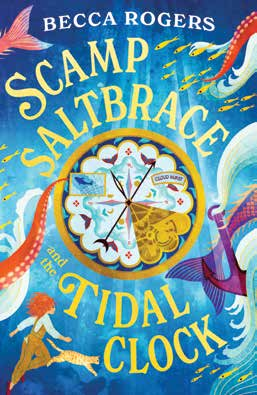 BECCA ROGERS
SCAMP
SALTBRACE
CLOUD BURST
and the
TIDAL
CLOCK